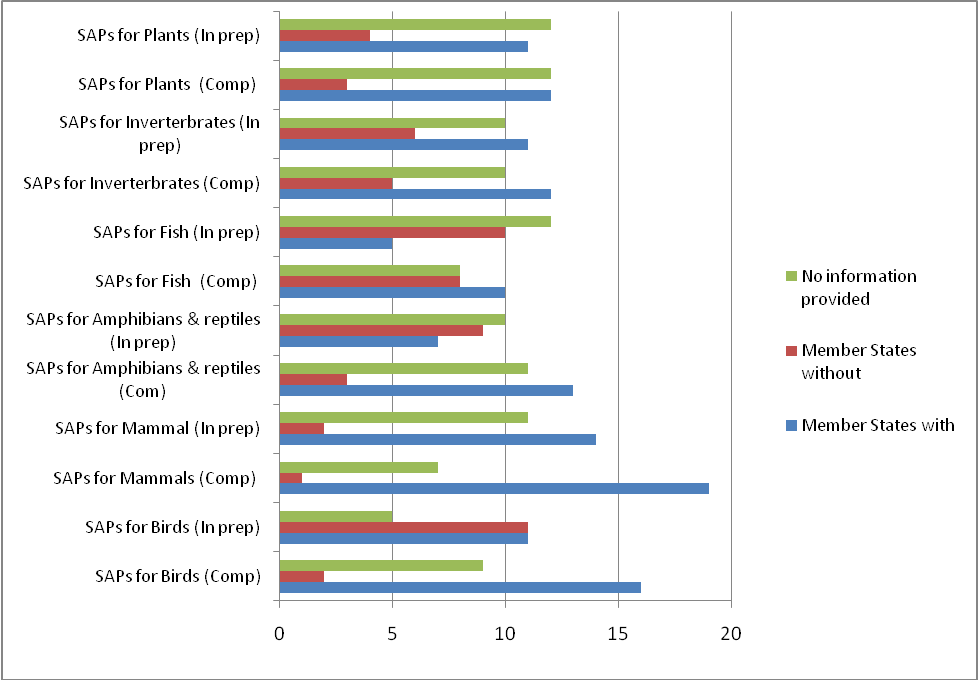 SAPs for Plants (In prep)
SAPs for Plants (Comp)
SAPs for Inverterbrates (In
prep)
SAPs for Inverterbrates (Comp)
SAPs for Fish (In prep)
SAPs for Fish (Comp)
SAPs for Amphibians & reptiles
(In prep)
SAPs for Amphibians & reptiles
(Com)
SAPs for Mammal (In prep)
SAPs for Mammals (Comp)
SAPs for Birds (In prep)
SAPs for Birds (Comp)
0 5 10 15 20
No information
provided
Member States
without
Member States with